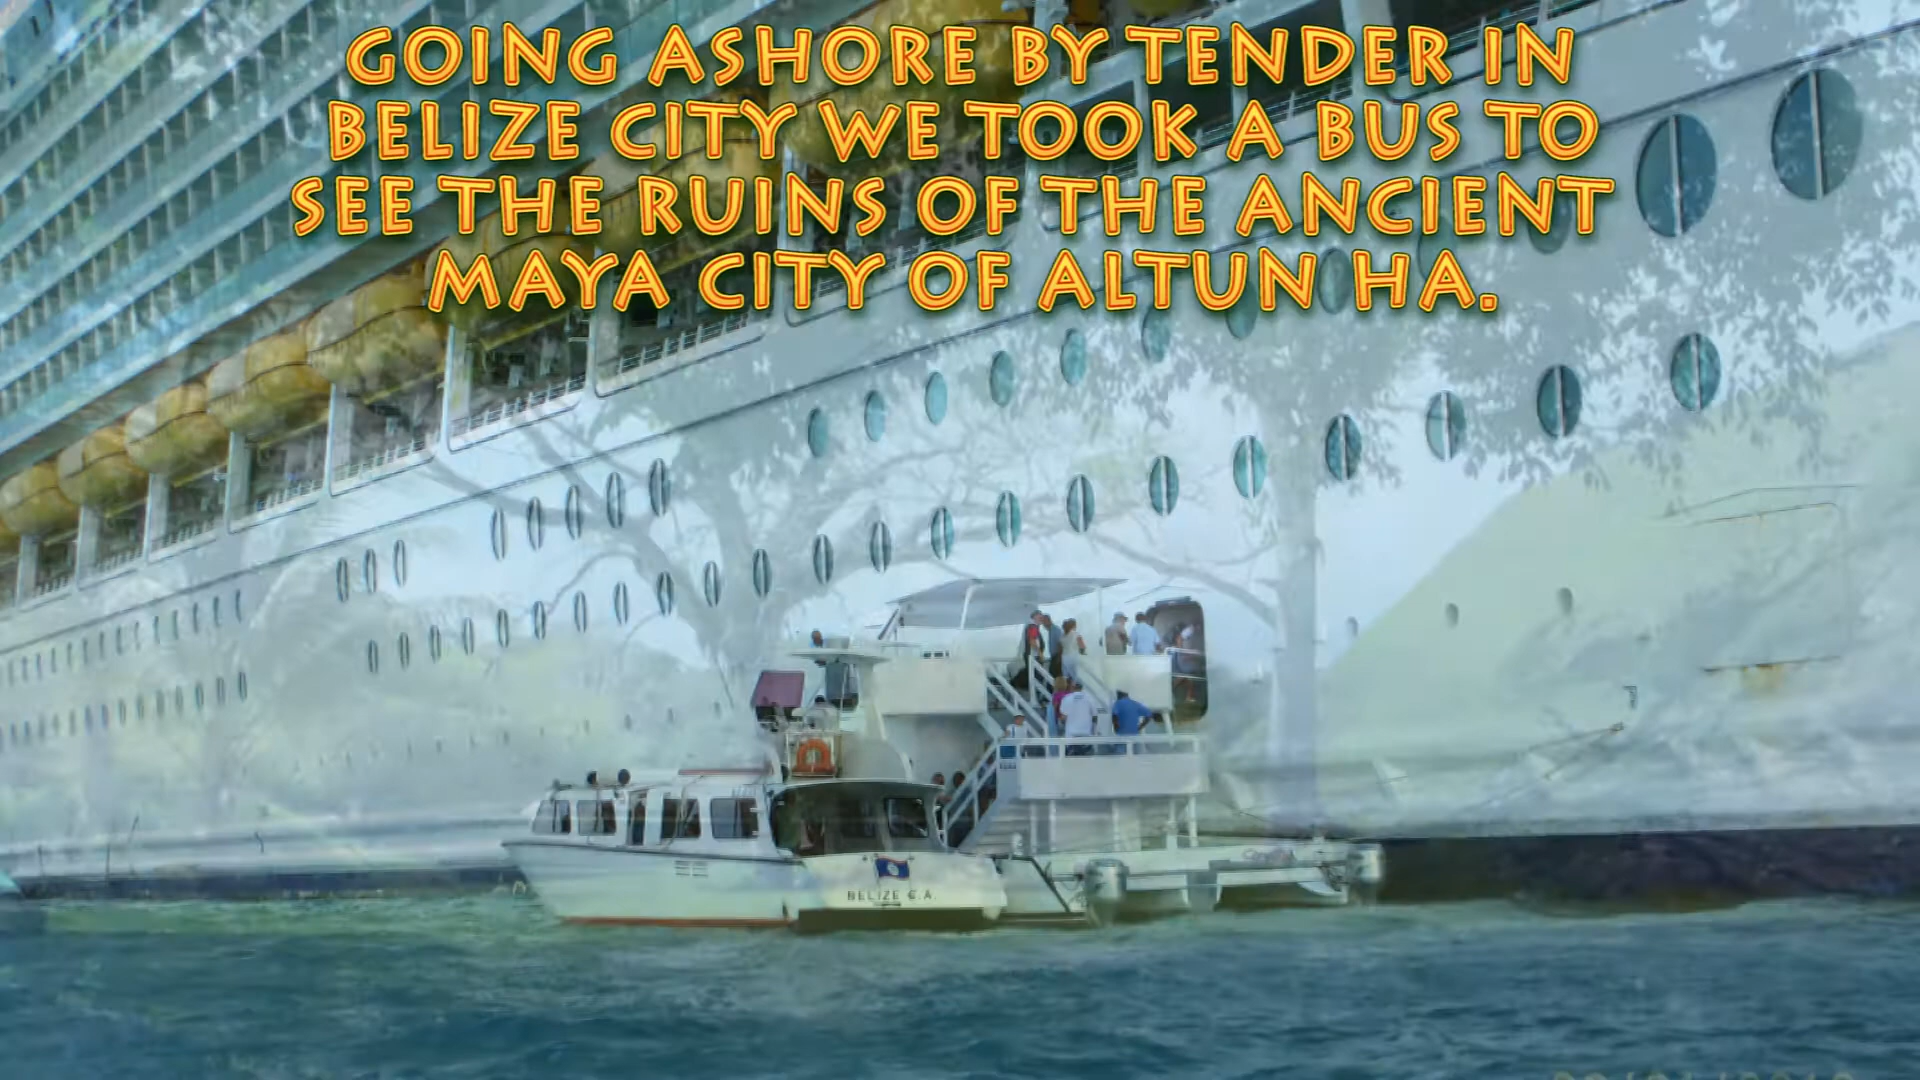 GOING ASHORE BY TENDER IN
BELIZE CITY WE TOOK A BUS TO
SEE THE RUINS OF THE ANCIENT
MAYA CITY OF ALTUN HA.
BELIZE C.A.